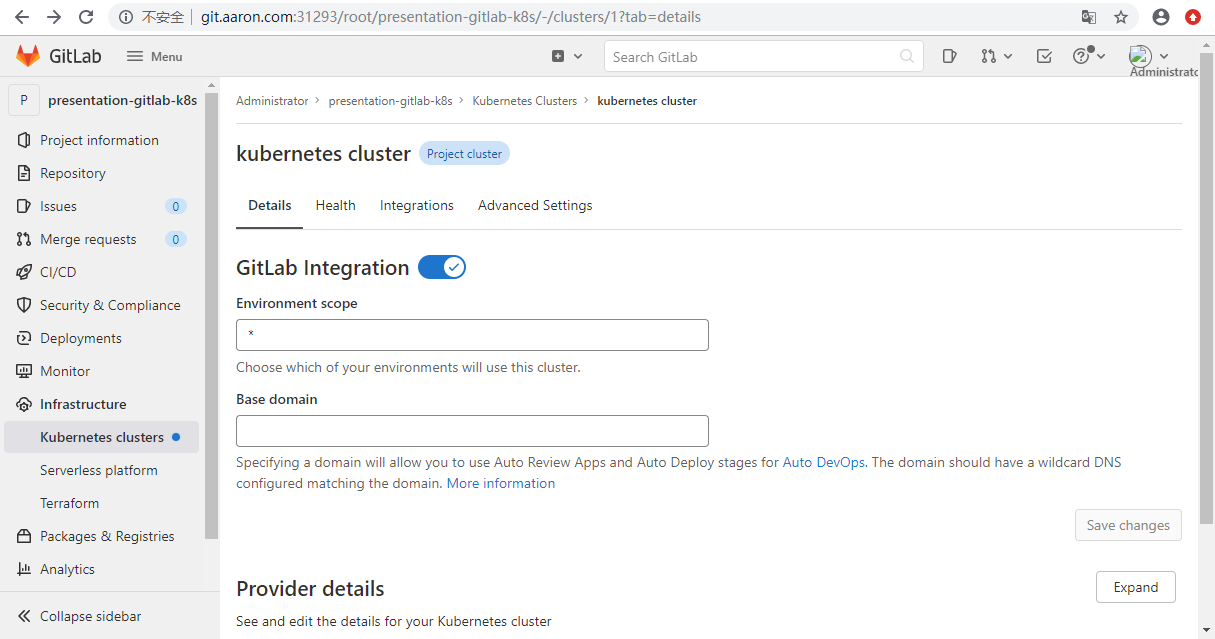 不安全 git.aaron.com:31293/root/presentation-gitlab-k8s/-/clusters/1?tab=details
GitLab Menu Search GitLab
Administrato
P presentation-gitlab-k8s
Project information
Repository
Issues 0
Merge requests 0
CI/CD
Security & Compliance
Deployments
Monitor
Infrastructure
Kubernetes clusters
Serverless platform
Terraform
Packages & Registries
Analytics
Collapse sidebar
Administrator > presentation-gitlab-k8s > Kubernetes Clusters > kubernetes cluster
kubernetes cluster Project cluster
Details Health Integrations Advanced Settings
GitLab Integration
Environment scope
*
Choose which of your environments will use this cluster.
Base domain
Specifying a domain will allow you to use Auto Review Apps and Auto Deploy stages for Auto DevOps. The domain should have a wildcard DNS
configured matching the domain. More information
Save changes
Provider details Expand
See and edit the details for your Kubernetes cluster